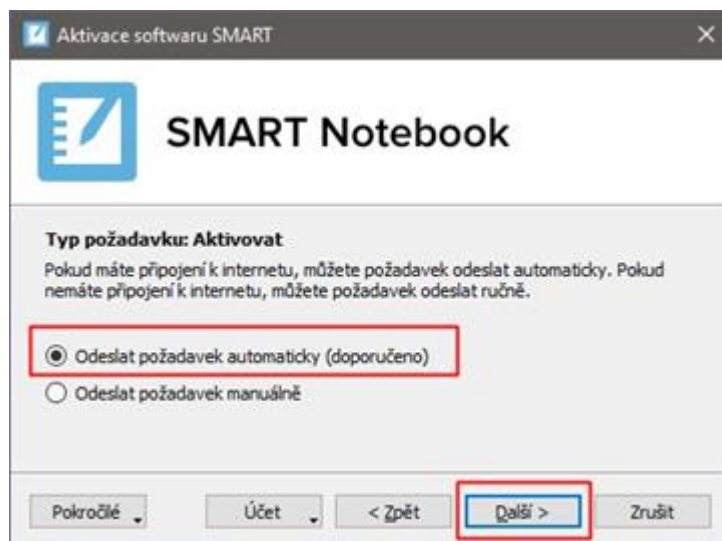 Aktivace softwaru SMART
SMART Notebook
Typ požadavku: Aktivovat
Pokud máte připojení k internetu, můžete požadavek odeslat automaticky. Pokud
nemáte připojení k internetu, můžete požadavek odeslat ručně.
Odeslat požadavek automaticky (doporučeno)
Odeslat požadavek manuálně
Pokročilé
Účet
< Zpět
Další >
Zrušit